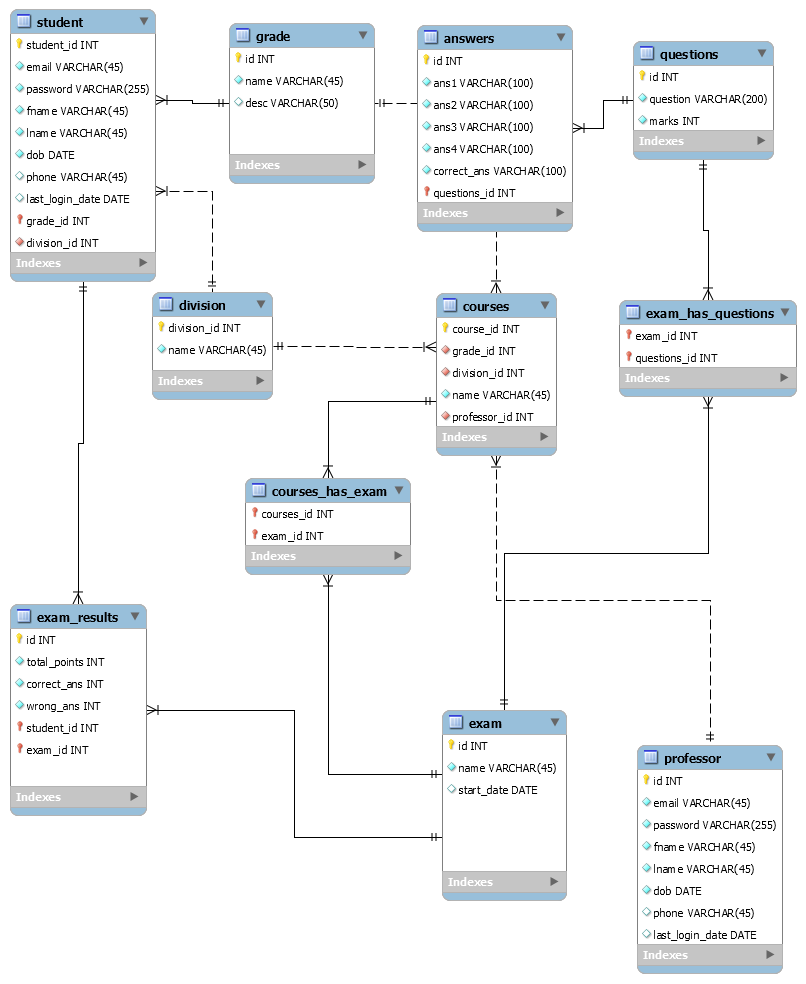 student
student_id INT
email VARCHAR(45)
password VARCHAR(255)
fname VARCHAR(45)
lname VARCHAR(45)
dob DATE
phone VARCHAR(45)
last_login_date DATE
grade_id INT
division_id INT
Indexes
grade
id INT
name VARCHAR(45)
desc VARCHAR(50)
Indexes
answers
id INT
ans1 VARCHAR(100)
ans2 VARCHAR(100)
ans3 VARCHAR(100)
ans4 VARCHAR(100)
correct_ans VARCHAR(100)
questions_id INT
Indexes
questions
id INT
question VARCHAR(200)
marks INT
Indexes
division
division_id INT
name VARCHAR(45)
Indexes
courses
course_id INT
grade_id INT
division_id INT
name VARCHAR(45)
professor_id INT
Indexes
exam_has_questions
exam_id INT
questions_id INT
Indexes
courses_has_exam
courses_id INT
exam_id INT
Indexes
exam_results
id INT
total_points INT
correct_ans INT
wrong_ans INT
student_id INT
exam_id INT
Indexes
exam
id INT
name VARCHAR(45)
start_date DATE
Indexes
professor
id INT
email VARCHAR(45)
password VARCHAR(255)
fname VARCHAR(45)
lname VARCHAR(45)
dob DATE
phone VARCHAR(45)
last_login_date DATE
Indexes